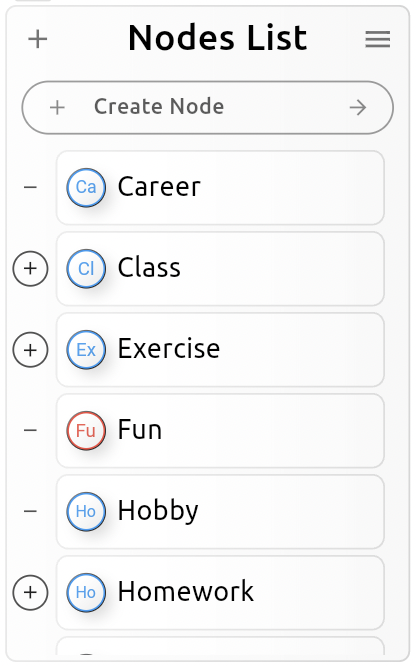 Nodes List
Create Node
Ca Career
Cl Class
Ex Exercise
Fu Fun
Ho Hobby
Ho Homework